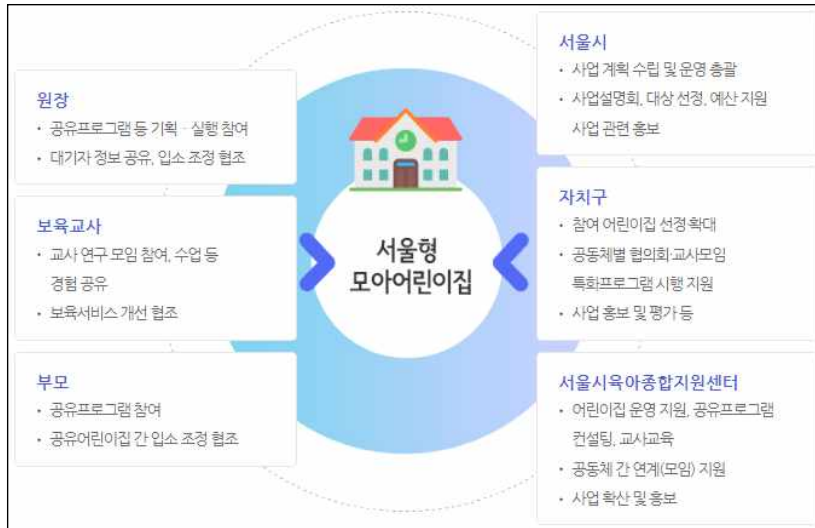 원장
• 공유프로그램 등 기획·실행 참여
• 대기자 정보 공유, 입소 조정 협조
보육교사
• 교사 연구 모임 참여, 수업 등
경험 공유
• 보육서비스 개선 협조
부모
• 공유프로그램 참여
• 공유어린이집 간 입소 조정 협조
서울형
모아어린이집
서울시
• 사업 계획 수립 및 운영 총괄
• 사업설명회, 대상 선정, 예산 지원
사업 관련 홍보
자치구
• 참여 어린이집 선정·확대
• 공동체별 협의회·교사모임
특화프로그램 시행 지원
• 사업 홍보 및 평가 등
서울시육아종합지원센터
• 어린이집 운영 지원, 공유프로그램
컨설팅, 교사교육
• 공동체 간 연계(모임) 지원
• 사업 확산 및 홍보